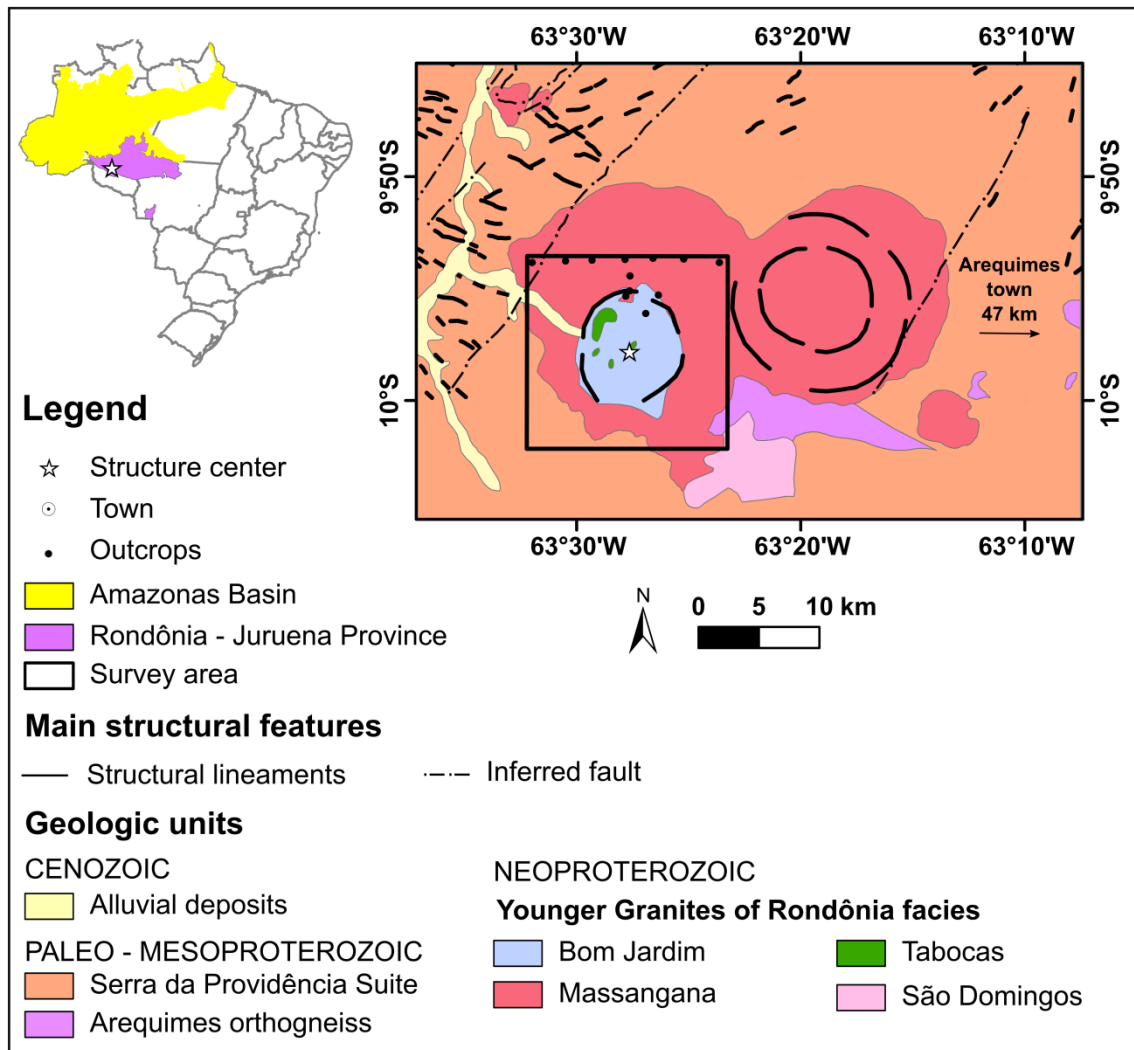 63°30'W 63°20'W 63°10'W
9°50'S 9°50'S
Arequimes
town
47 km
10°S 10°S
63°30'W 63°20'W 63°10'W
N
0 5 10 km
Legend
Structure center
Town
Outcrops
Amazonas Basin
Rondônia - Juruena Province
Survey area
Main structural features
Structural lineaments Inferred fault
Geologic units
CENOZOIC
Alluvial deposits
PALEO - MESOPROTEROZOIC
Serra da Providência Suite
Arequimes orthogneiss
NEOPROTEROZOIC
Younger Granites of Rondônia facies
Bom Jardim Tabocas
Massangana São Domingos